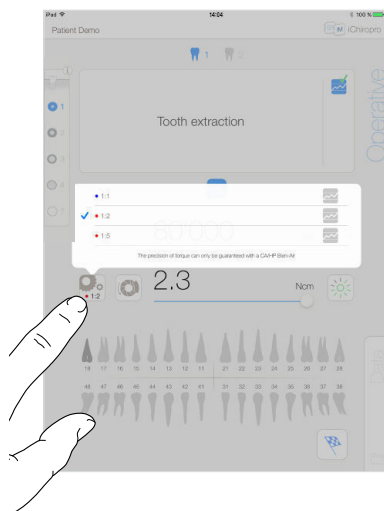 iPad 14:04 100 %
Patient Demo iChiropro
1
Operative
1
2
3
4
Tooth extraction
1:1
1:2
1:5
80'000
The precision of torque can only be guaranteed with a CA/HP Bien-Air
1:2
2.3 Ncm
18 17 16 15 14 13 12 11 21 22 23 24 25 26 27 28
48 47 46 45 44 43 42 41 31 32 33 34 35 36 37 38